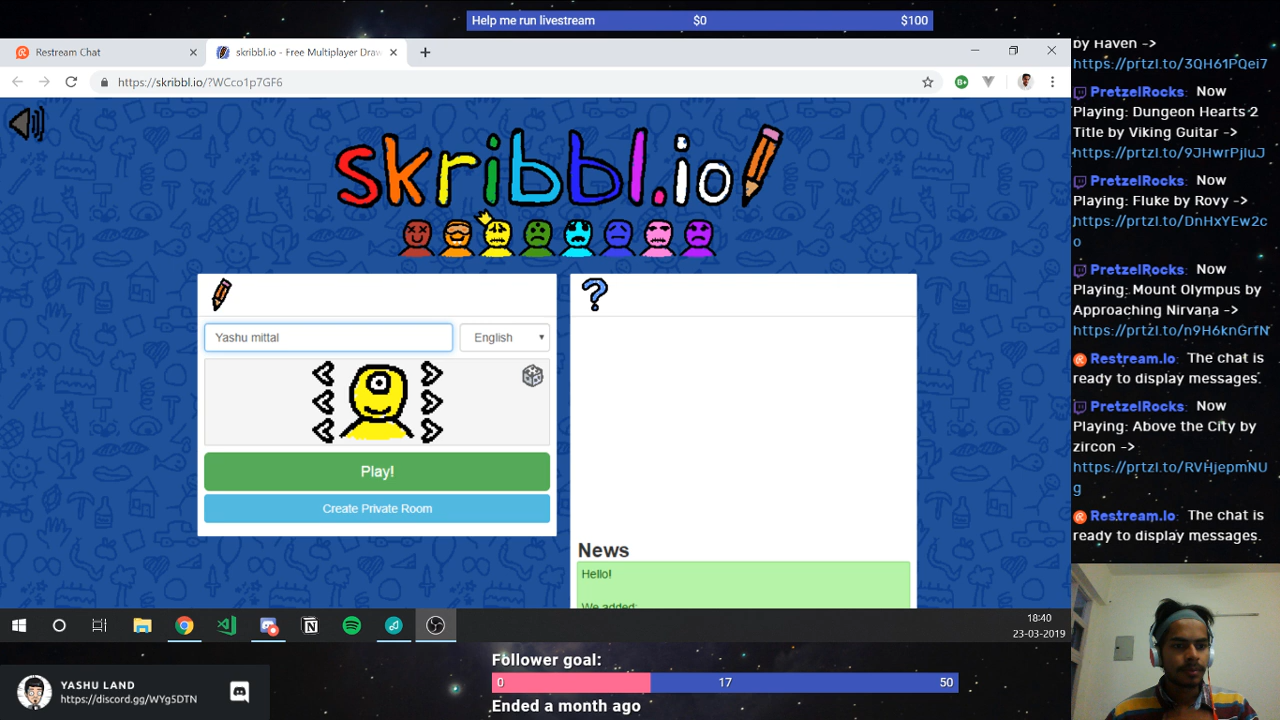 Help me run livestream $0 $100
Restream Chat
skribbl.io - Free Multiplayer Draw
https://skribbl.io/?WCco1p7GF6
skribbl.io
Yashu mittal
English
Play!
Create Private Room
?
News
Hello!
We added:
by Haven ->
https://prtzl.to/3QH61PQei7
PretzelRocks: Now
Playing: Dungeon Hearts 2
Title by Viking Guitar ->
https://prtzl.to/9JHwrPjluJ
PretzelRocks: Now
Playing: Fluke by Rovy ->
https://prtzl.to/DnHxYEw2c
o
PretzelRocks: Now
Playing: Mount Olympus by
Approaching Nirvana ->
https://prtzl.to/n9H6knGrfN
Restream.Io: The chat is
ready to display messages.
PretzelRocks: Now
Playing: Above the City by
zircon ->
https://prtzl.to/RVHjepmNU
g
Restream.Io: The chat is
ready to display messages.
18:40
23-03-2019
YASHU LAND
https://discord.gg/WYg5DTN
Follower goal:
0 17 50
Ended a month ago